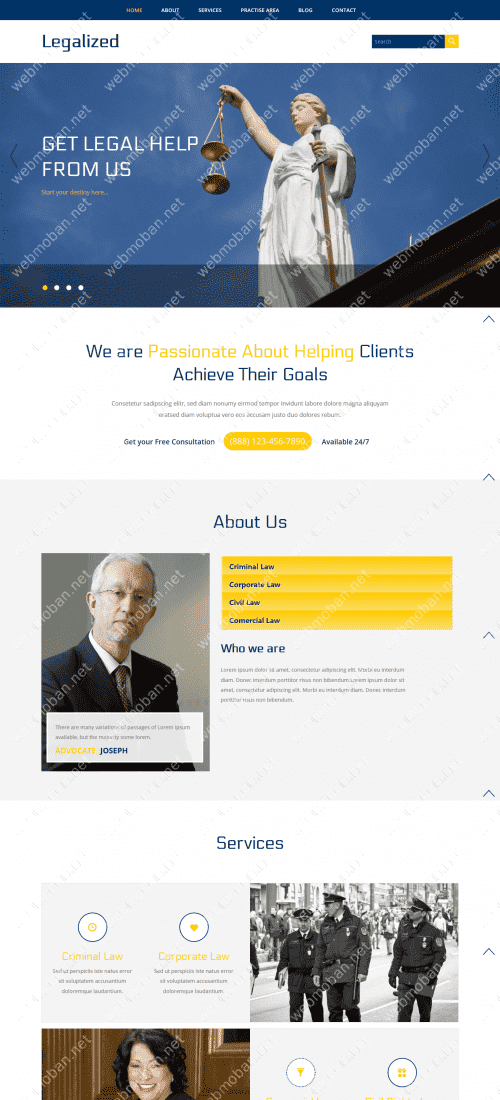 HOME ABOUT SERVICES PRACTISE AREA BLOG CONTACT
Legalized
search
GET LEGAL HELP
FROM US
Start your destiny here...
We are Passionate About Helping Clients
Achieve Their Goals
Consetetur sadipscing elitr, sed diam nonumy eirmod tempor invidunt labore dolore magna aliquyam
eratsed diam voluptua vero eos accusam justo duo dolores rebum.
Get your Free Consultation (888) 123-456-7890, Available 24/7
About Us
Criminal Law
Corporate Law
Civil Law
Comercial Law
Who we are
Lorem ipsum dolor sit amet, consectetur adipiscing elit. Morbi eu interdum
diam. Donec interdum porttitor risus non bibendum. Lorem ipsum dolor sit
amet, consectetur adipiscing elit. Morbi eu interdum diam. Donec interdum
porttitor risus non bibendum.
There are many variations of passages of Lorem Ipsum
available, but the majority some lorem.
ADVOCATE JOSEPH
Services
Criminal Law
Sed ut perspiciis iste natus error
sit voluptatem accusantium
doloremque laudantium.
Corporate Law
Sed ut perspiciis iste natus error
sit voluptatem accusantium
doloremque laudantium.
webmoban.net